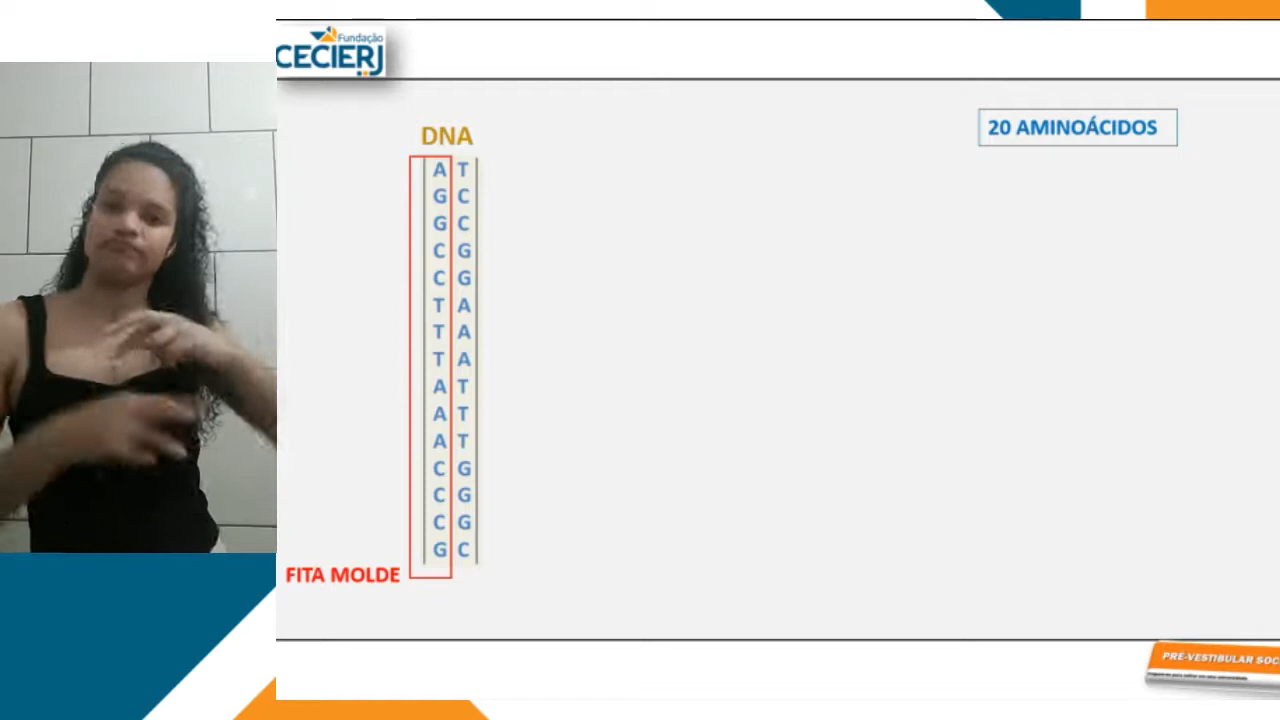 Fundação
CECIERJ
20 AMINOÁCIDOS
DNA
A T
G C
G C
C G
C G
T A
T A
T A
A T
A T
A T
C G
C G
C G
G C
FITA MOLDE
PRÉ-VESTIBULAR SOC